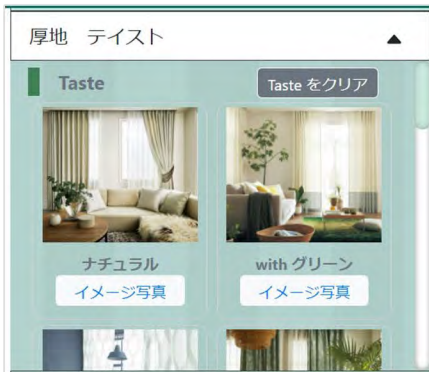 厚地　テイスト
Taste
Taste をクリア
ナチュラル
with グリーン
イメージ写真
イメージ写真